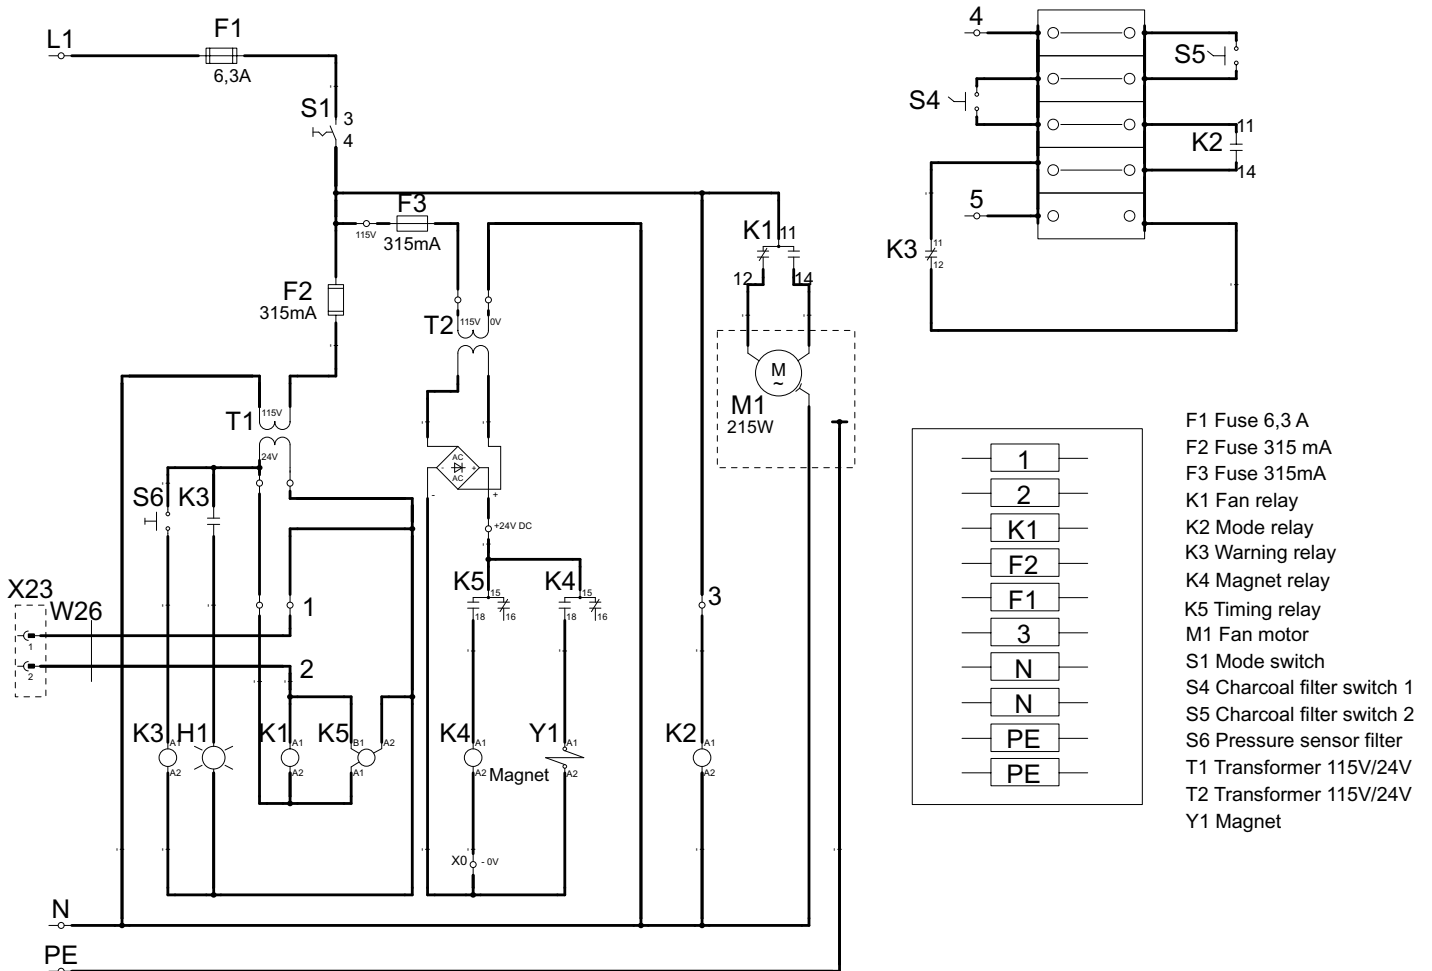 L1
F1
6,3A
S1
3
4
F3
115V
315mA
F2
315mA
T2
115V
0V
K1
11
12
14
M
~
M1
215W
T1
115V
24V
AC
AC
-
+
-
+
S6
K3
+24V DC
K5
15
18
16
K4
15
18
16
X23
W26
1
2
1
2
3
K3
A1
A2
H1
K1
A1
A2
K5
B1
A2
A1
K4
A1
A2
Magnet
Y1
A1
A2
K2
A1
A2
X0
- 0V
N
PE
4
S5
S4
K2
11
14
5
K3
11
12
1
2
K1
F2
F1
3
N
N
PE
PE
F1 Fuse 6,3 A
F2 Fuse 315 mA
F3 Fuse 315mA
K1 Fan relay
K2 Mode relay
K3 Warning relay
K4 Magnet relay
K5 Timing relay
M1 Fan motor
S1 Mode switch
S4 Charcoal filter switch 1
S5 Charcoal filter switch 2
S6 Pressure sensor filter
T1 Transformer 115V/24V
T2 Transformer 115V/24V
Y1 Magnet